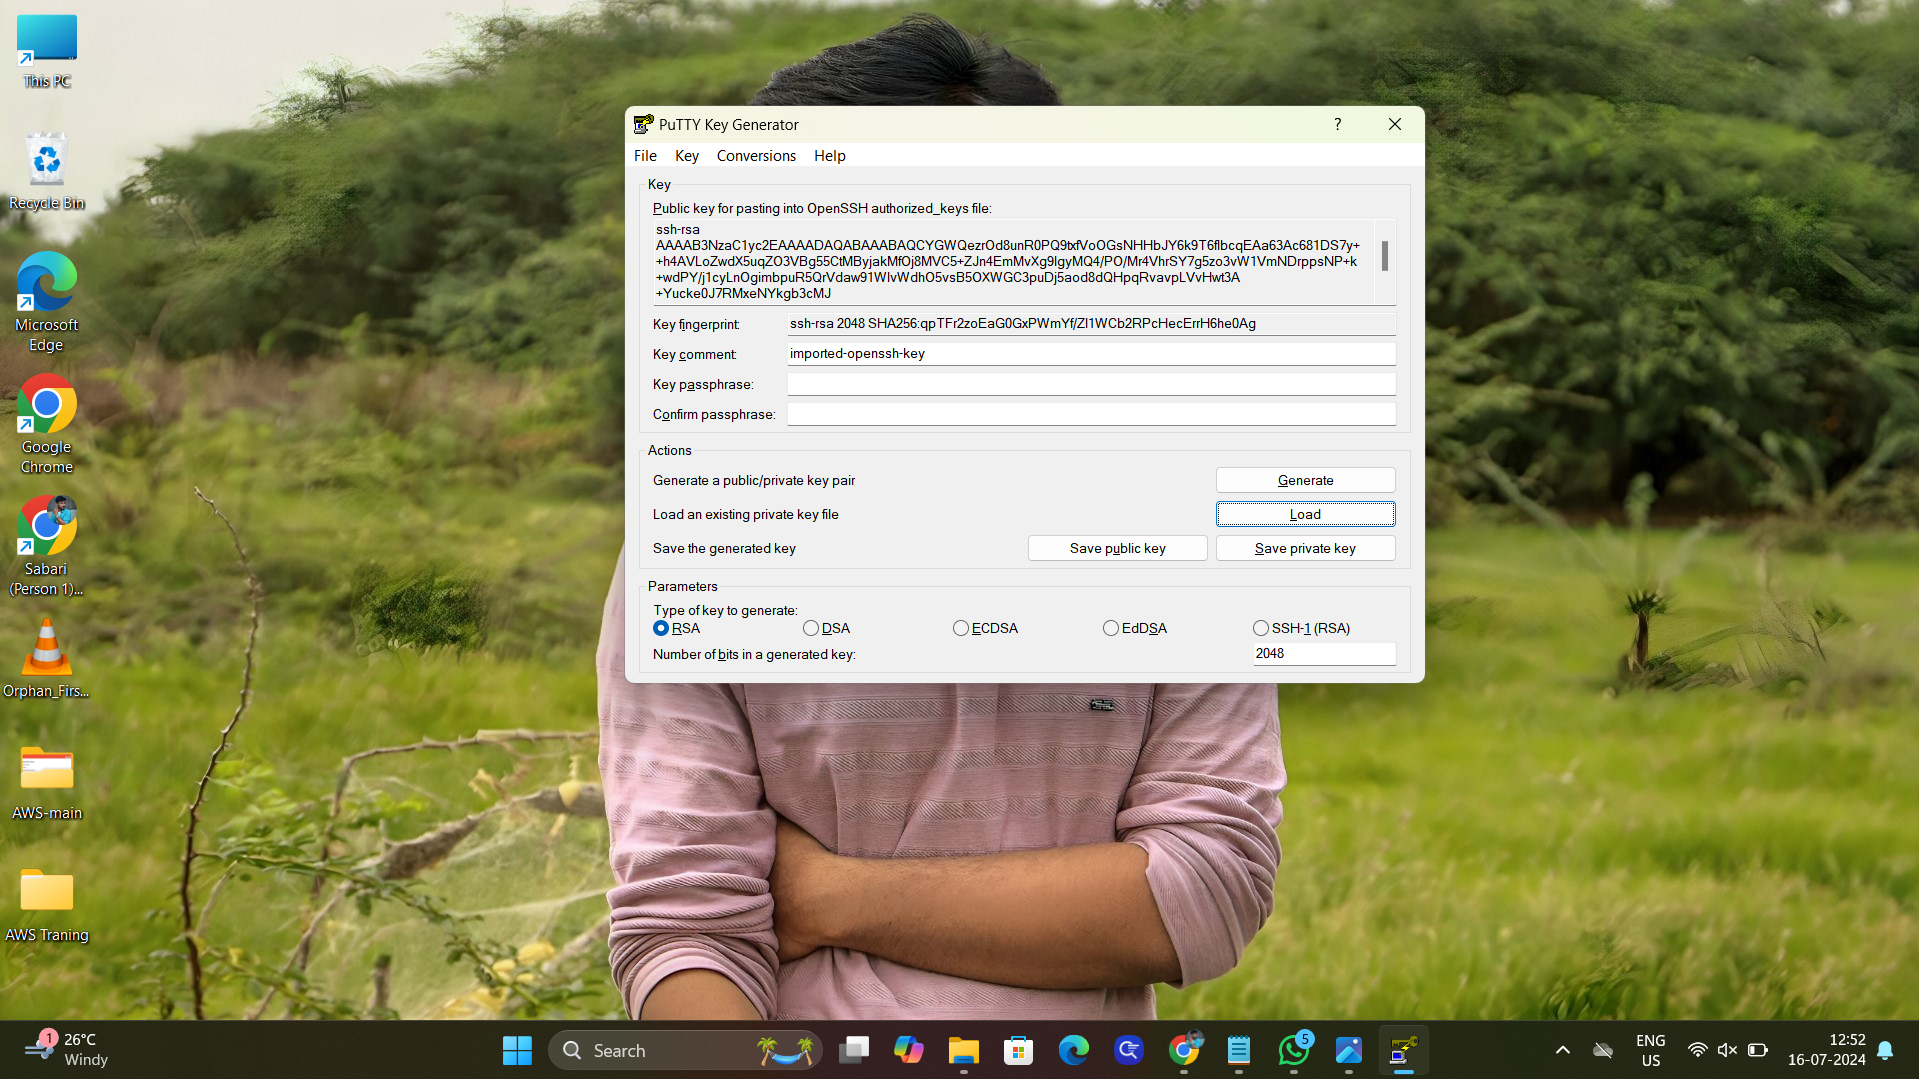 This PC
Recycle Bin
Microsoft
Edge
Google
Chrome
Sabari
(Person 1)...
Orphan_Firs...
AWS-main
AWS Traning
PuTTY Key Generator
?
File Key Conversions Help
Key
Public key for pasting into OpenSSH authorized_keys file:
ssh-rsa
AAAAB3NzaC1yc2EAAAADAQABAAABAQCYGWQezrOd8unR0PQ9txfVoOGsNHHbJY6k9T6flbcqEAa63Ac681DS7y+
+h4AVLoZwdX5uqZO3VBg55CtMByjakMfOj8MVC5+ZJn4EmMvXg9IgyMQ4/PO/Mr4VhrSY7g5zo3vW1VmNDrppsNP+k
+wdPY/j1cyLnOgimbpuR5QrVdaw91WlvWdhO5vsB5OXWGC3puDj5aod8dQHpqRvavpLVvHwt3A
+Yucke0J7RMxeNYkgb3cMJ
Key fingerprint: ssh-rsa 2048 SHA256:qpTFr2zoEaG0GxPWmYf/Zl1WCb2RPcHecErrH6he0Ag
Key comment: imported-openssh-key
Key passphrase:
Confirm passphrase:
Actions
Generate a public/private key pair Generate
Load an existing private key file Load
Save the generated key Save public key Save private key
Parameters
Type of key to generate:
RSA DSA ECDSA EdDSA SSH-1 (RSA)
Number of bits in a generated key: 2048
1
26°C
Windy
Search
5
ENG
US
12:52
16-07-2024